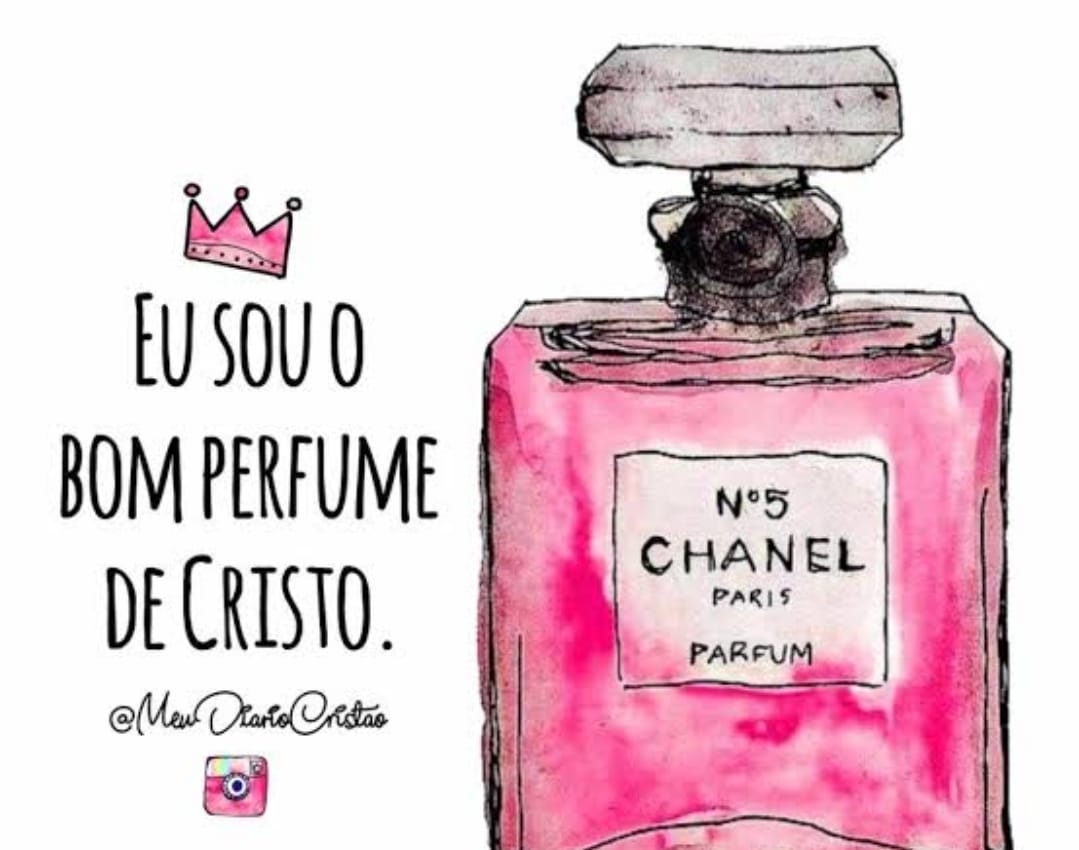 Eu sou o
bom perfume
de Cristo.
@MeuDiarioCristao
Nº5
CHANEL
PARIS
PARFUM